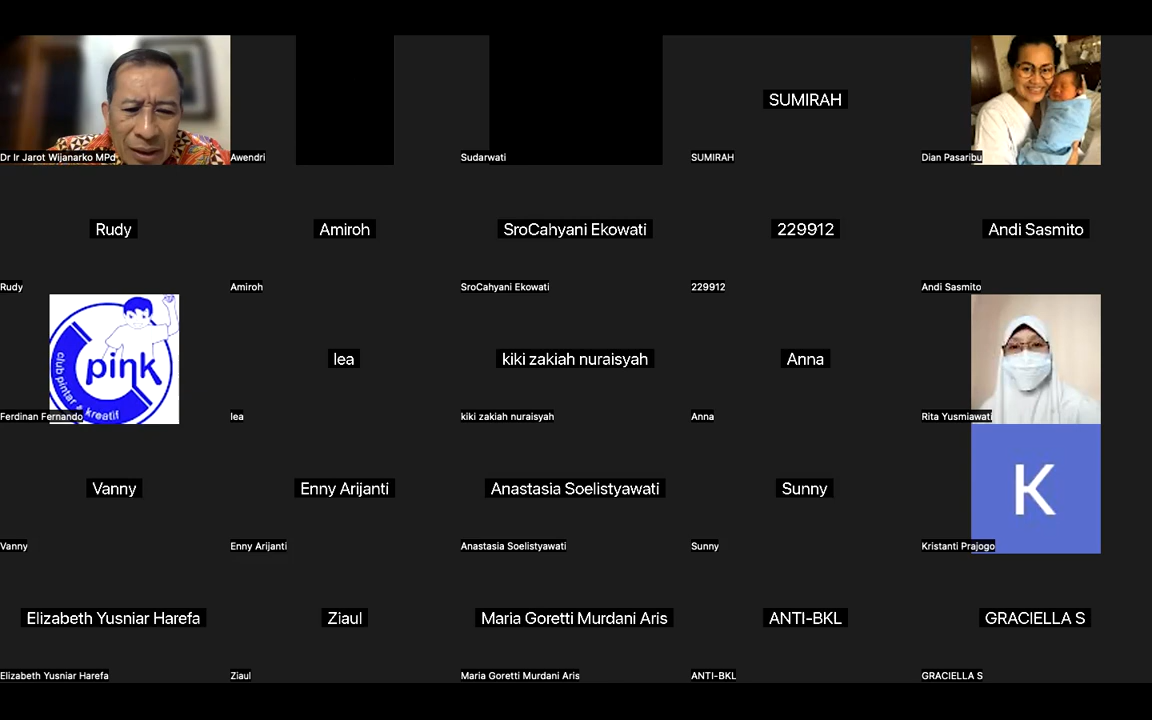 SUMIRAH
Dr Ir Jarot Wijanarko MPd
Awendri
Sudarwati
SUMIRAH
Dian Pasaribu
Rudy
Amiroh
SroCahyani Ekowati
229912
Andi Sasmito
Rudy
Amiroh
SroCahyani Ekowati
229912
Andi Sasmito
pink
club pintar & kreatif
lea
kiki zakiah nuraisyah
Anna
Ferdinan Fernando
lea
kiki zakiah nuraisyah
Anna
Rita Yusmiawati
Vanny
Enny Arijanti
Anastasia Soelistyawati
Sunny
K
Vanny
Enny Arijanti
Anastasia Soelistyawati
Sunny
Kristanti Prajogo
Elizabeth Yusniar Harefa
Ziaul
Maria Goretti Murdani Aris
ANTI-BKL
GRACIELLA S
Elizabeth Yusniar Harefa
Ziaul
Maria Goretti Murdani Aris
ANTI-BKL
GRACIELLA S